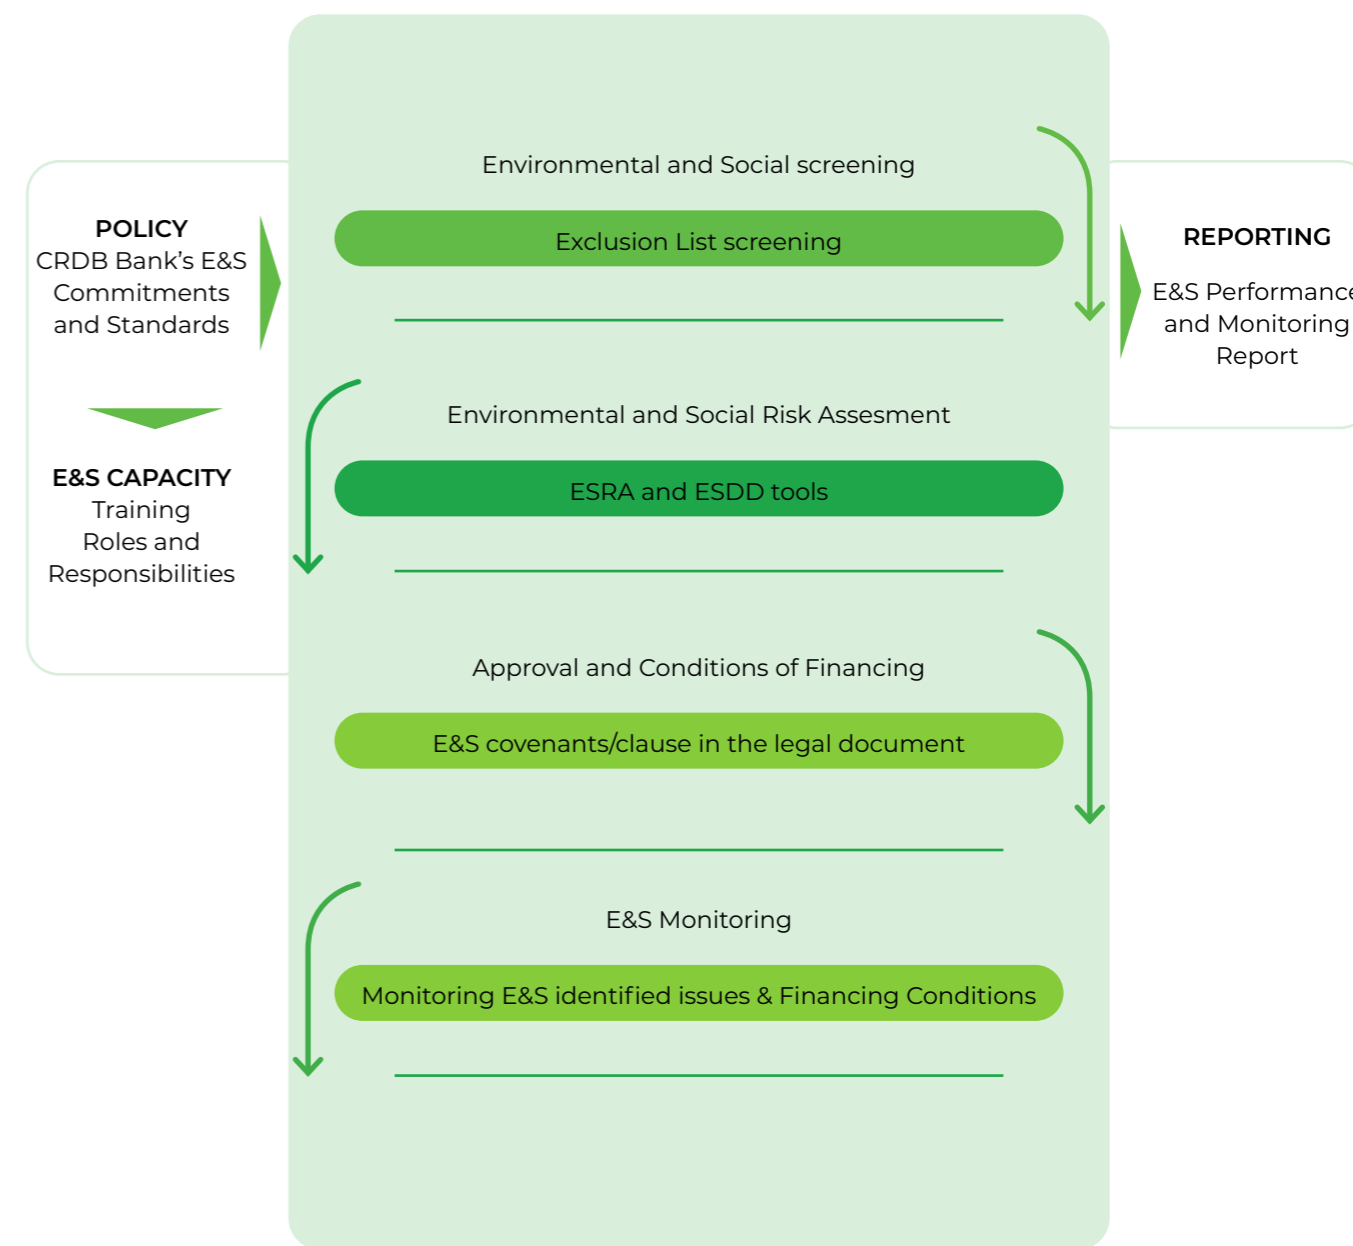 POLICY
CRDB Bank’s E&S
Commitments
and Standards
E&S CAPACITY
Training
Roles and
Responsibilities
Environmental and Social screening
Exclusion List screening
Environmental and Social Risk Assesment
ESRA and ESDD tools
Approval and Conditions of Financing
E&S covenants/clause in the legal document
E&S Monitoring
Monitoring E&S identified issues & Financing Conditions
REPORTING
E&S Performance
and Monitoring
Report